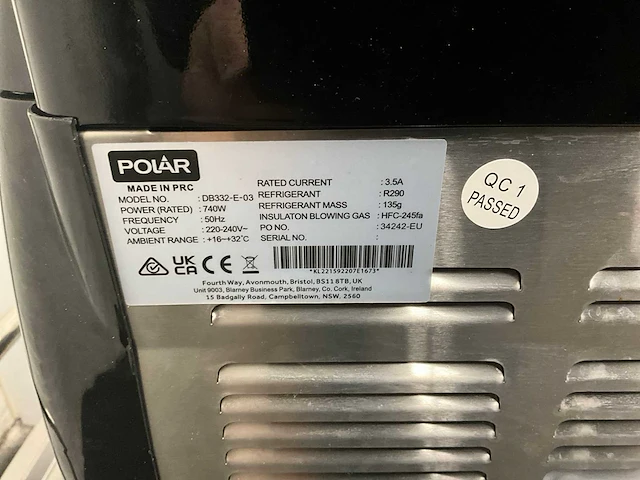 POLAR
MADE IN PRC
MODEL NO. : DB332-E-03
POWER (RATED) : 740W
FREQUENCY : 50Hz
VOLTAGE : 220-240V~
AMBIENT RANGE : +16~+32°C
RATED CURRENT : 3.5A
REFRIGERANT : R290
REFRIGERANT MASS : 135g
INSULATON BLOWING GAS : HFC-245fa
PO NO. : 34242-EU
SERIAL NO. :
UK CA CE
*KL221592207E1673*
Fourth Way, Avonmouth, Bristol, BS11 8TB, UK
Unit 9003, Blarney Business Park, Blarney, Co. Cork, Ireland
15 Badgally Road, Campbelltown, NSW, 2560
QC 1
PASSED